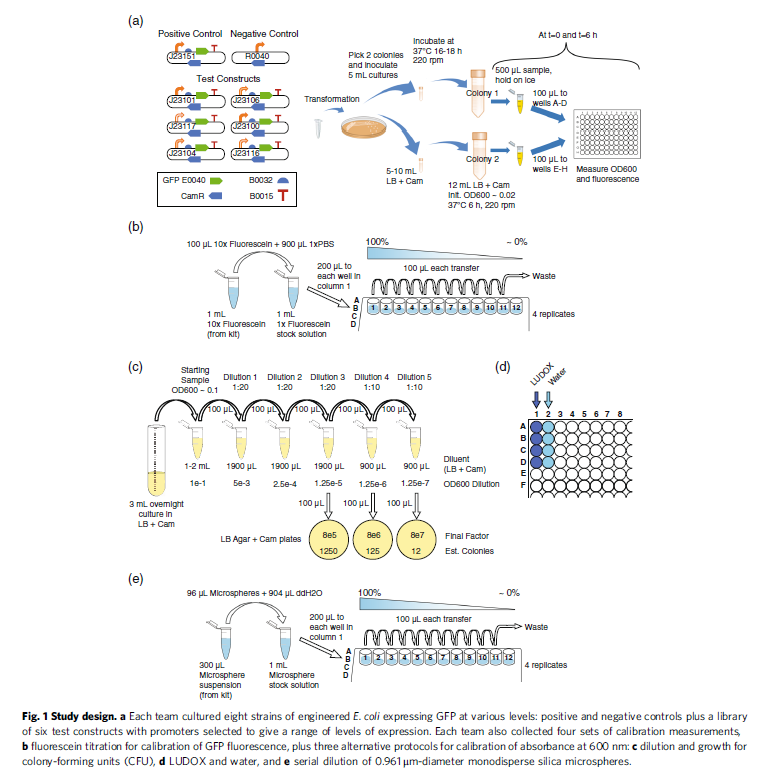 (a)
Positive Control Negative Control
J23151 R0040
Test Constructs
J23101 J23106
J23117 J23100
J23104 J23116
GFP E0040 B0032
CamR B0015
Transformation
Pick 2 colonies
and inoculate
5 mL cultures
Incubate at
37°C 16-18 h
220 rpm
At t=0 and t=6 h
500 µL sample,
hold on ice
Colony 1
100 µL to
wells A-D
Colony 2
100 µL to
wells E-H
5-10 mL
LB + Cam
12 mL LB + Cam
Init. OD600 ~ 0.02
37°C 6 h, 220 rpm
Measure OD600
and fluorescence
(b)
100 µL 10x Fluorescein + 900 µL 1xPBS
1 mL
10x Fluorescein
(from kit)
1 mL
1x Fluorescein
stock solution
200 µL to
each well in
column 1
100% ~ 0%
100 µL each transfer
Waste
A
B
C
D
1 2 3 4 5 6 7 8 9 10 11 12
4 replicates
(c)
Starting
Sample
OD600 ~ 0.1
Dilution 1
1:20
Dilution 2
1:20
Dilution 3
1:20
Dilution 4
1:10
Dilution 5
1:10
100 µL 100 µL 100 µL 100 µL 100 µL
1-2 mL 1900 µL 1900 µL 1900 µL 900 µL 900 µL
Diluent
(LB + Cam)
1e-1 5e-3 2.5e-4 1.25e-5 1.25e-6 1.25e-7 OD600 Dilution
3 mL overnight
culture in
LB + Cam
100 µL 100 µL 100 µL
LB Agar + Cam plates
8e5 8e6 8e7 Final Factor
1250 125 12 Est. Colonies
(d)
LUDOX
Water
1 2 3 4 5 6 7 8
A
B
C
D
E
F
(e)
96 µL Microspheres + 904 µL ddH2O
300 µL
Microsphere
suspension
(from kit)
1 mL
Microsphere
stock solution
200 µL to
each well in
column 1
100% ~ 0%
100 µL each transfer
Waste
A
B
C
D
1 2 3 4 5 6 7 8 9 10 11 12
4 replicates
Fig. 1 Study design. a Each team cultured eight strains of engineered E. coli expressing GFP at various levels: positive and negative controls plus a library
of six test constructs with promoters selected to give a range of levels of expression. Each team also collected four sets of calibration measurements,
b fluorescein titration for calibration of GFP fluorescence, plus three alternative protocols for calibration of absorbance at 600 nm: c dilution and growth for
colony-forming units (CFU), d LUDOX and water, and e serial dilution of 0.961 µm-diameter monodisperse silica microspheres.